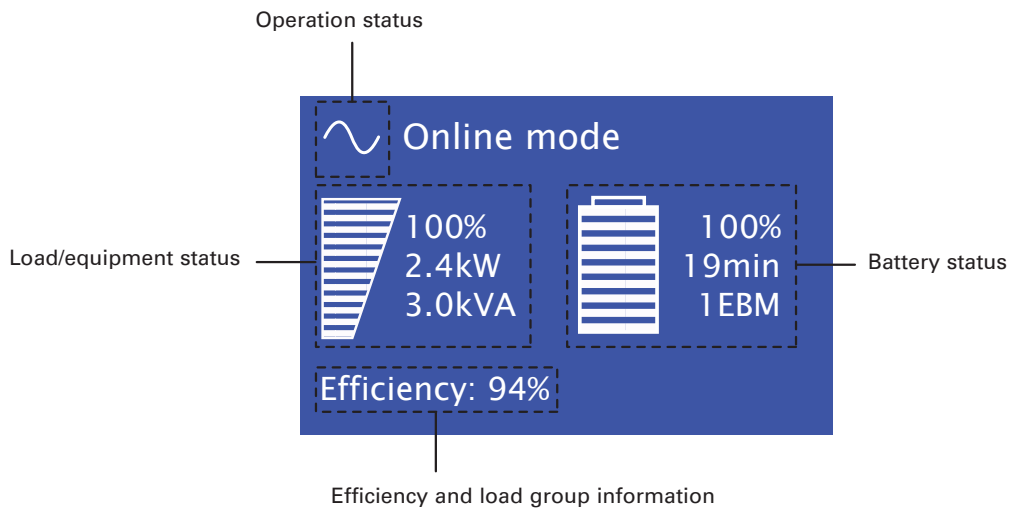 Operation status
Online mode
Load/equipment status
100%
2.4kW
3.0kVA
100%
19min
1EBM
Battery status
Efficiency: 94%
Efficiency and load group information